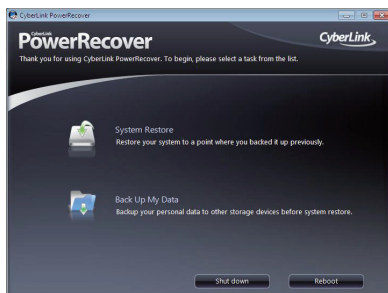 CyberLink PowerRecover
CyberLink
PowerRecover
CyberLink
Thank you for using CyberLink PowerRecover. To begin, please select a task from the list.
System Restore
Restore your system to a point where you backed it up previously.
Back Up My Data
Backup your personal data to other storage devices before system restore.
Shut down
Reboot